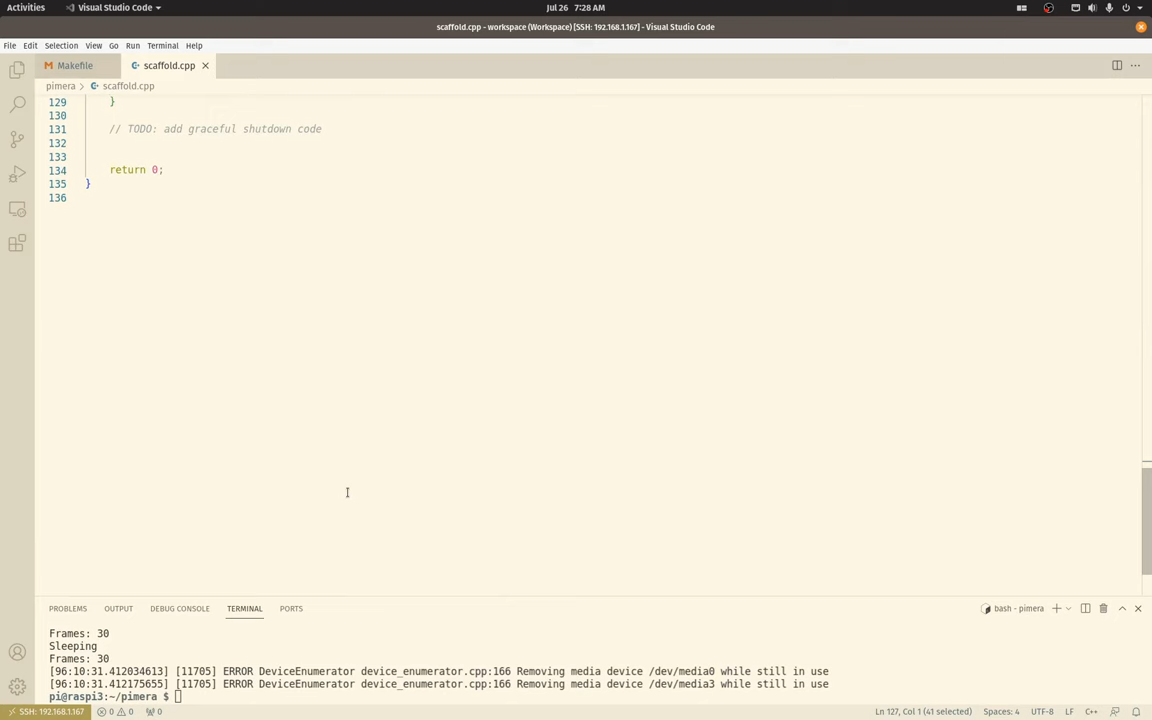 Activities Visual Studio Code Jul 26 7:28 AM
scaffold.cpp - workspace (Workspace) [SSH: 192.168.1.167] - Visual Studio Code
File Edit Selection View Go Run Terminal Help
Makefile scaffold.cpp
pimera scaffold.cpp
129 }
130
131 // TODO: add graceful shutdown code
132
133
134 return 0;
135 }
136
PROBLEMS OUTPUT DEBUG CONSOLE TERMINAL PORTS bash - pimera
Frames: 30
Sleeping
Frames: 30
[96:10:31.412034613] [11705] ERROR DeviceEnumerator device_enumerator.cpp:166 Removing media device /dev/media0 while still in use
[96:10:31.412175655] [11705] ERROR DeviceEnumerator device_enumerator.cpp:166 Removing media device /dev/media3 while still in use
pi@raspi3:~/pimera $
SSH: 192.168.1.167 0 0 0 Ln 127, Col 1 (41 selected) Spaces: 4 UTF-8 LF C++